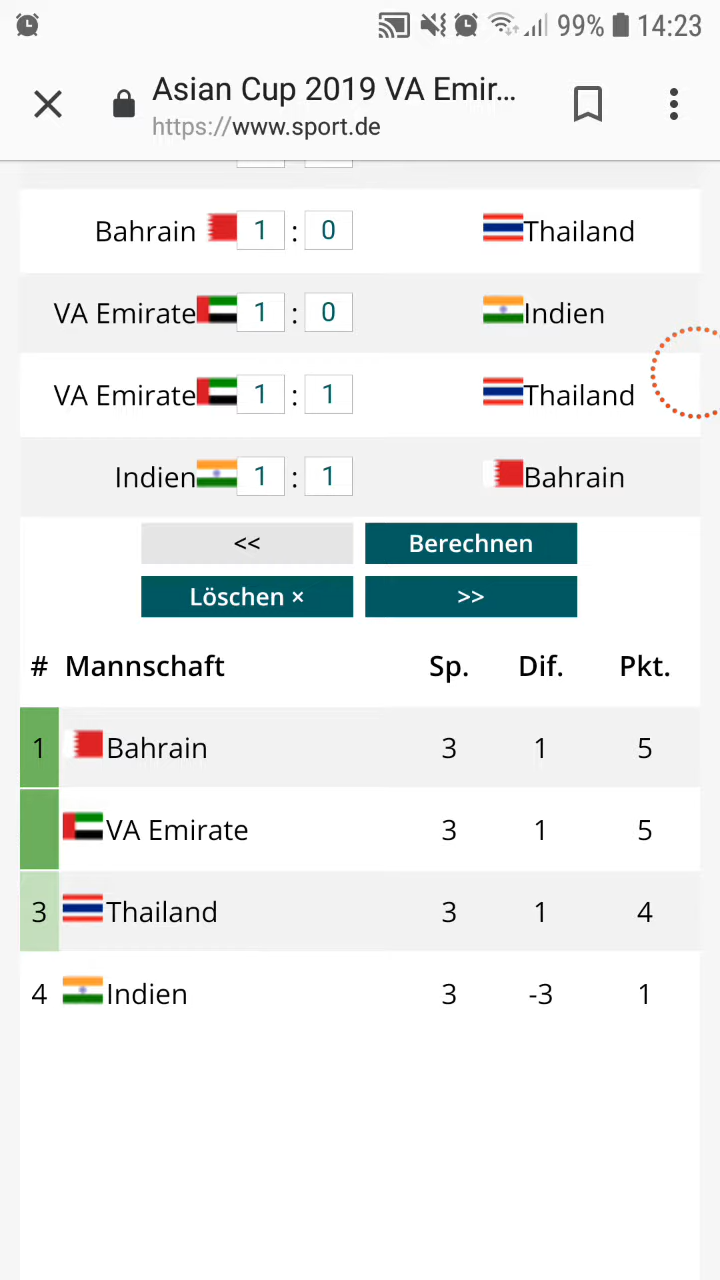 99% 14:23
Asian Cup 2019 VA Emir...
https://www.sport.de
Bahrain 1 : 0 Thailand
VA Emirate 1 : 0 Indien
VA Emirate 1 : 1 Thailand
Indien 1 : 1 Bahrain
<< Berechnen
Löschen × >>
# Mannschaft Sp. Dif. Pkt.
1 Bahrain 3 1 5
VA Emirate 3 1 5
3 Thailand 3 1 4
4 Indien 3 -3 1